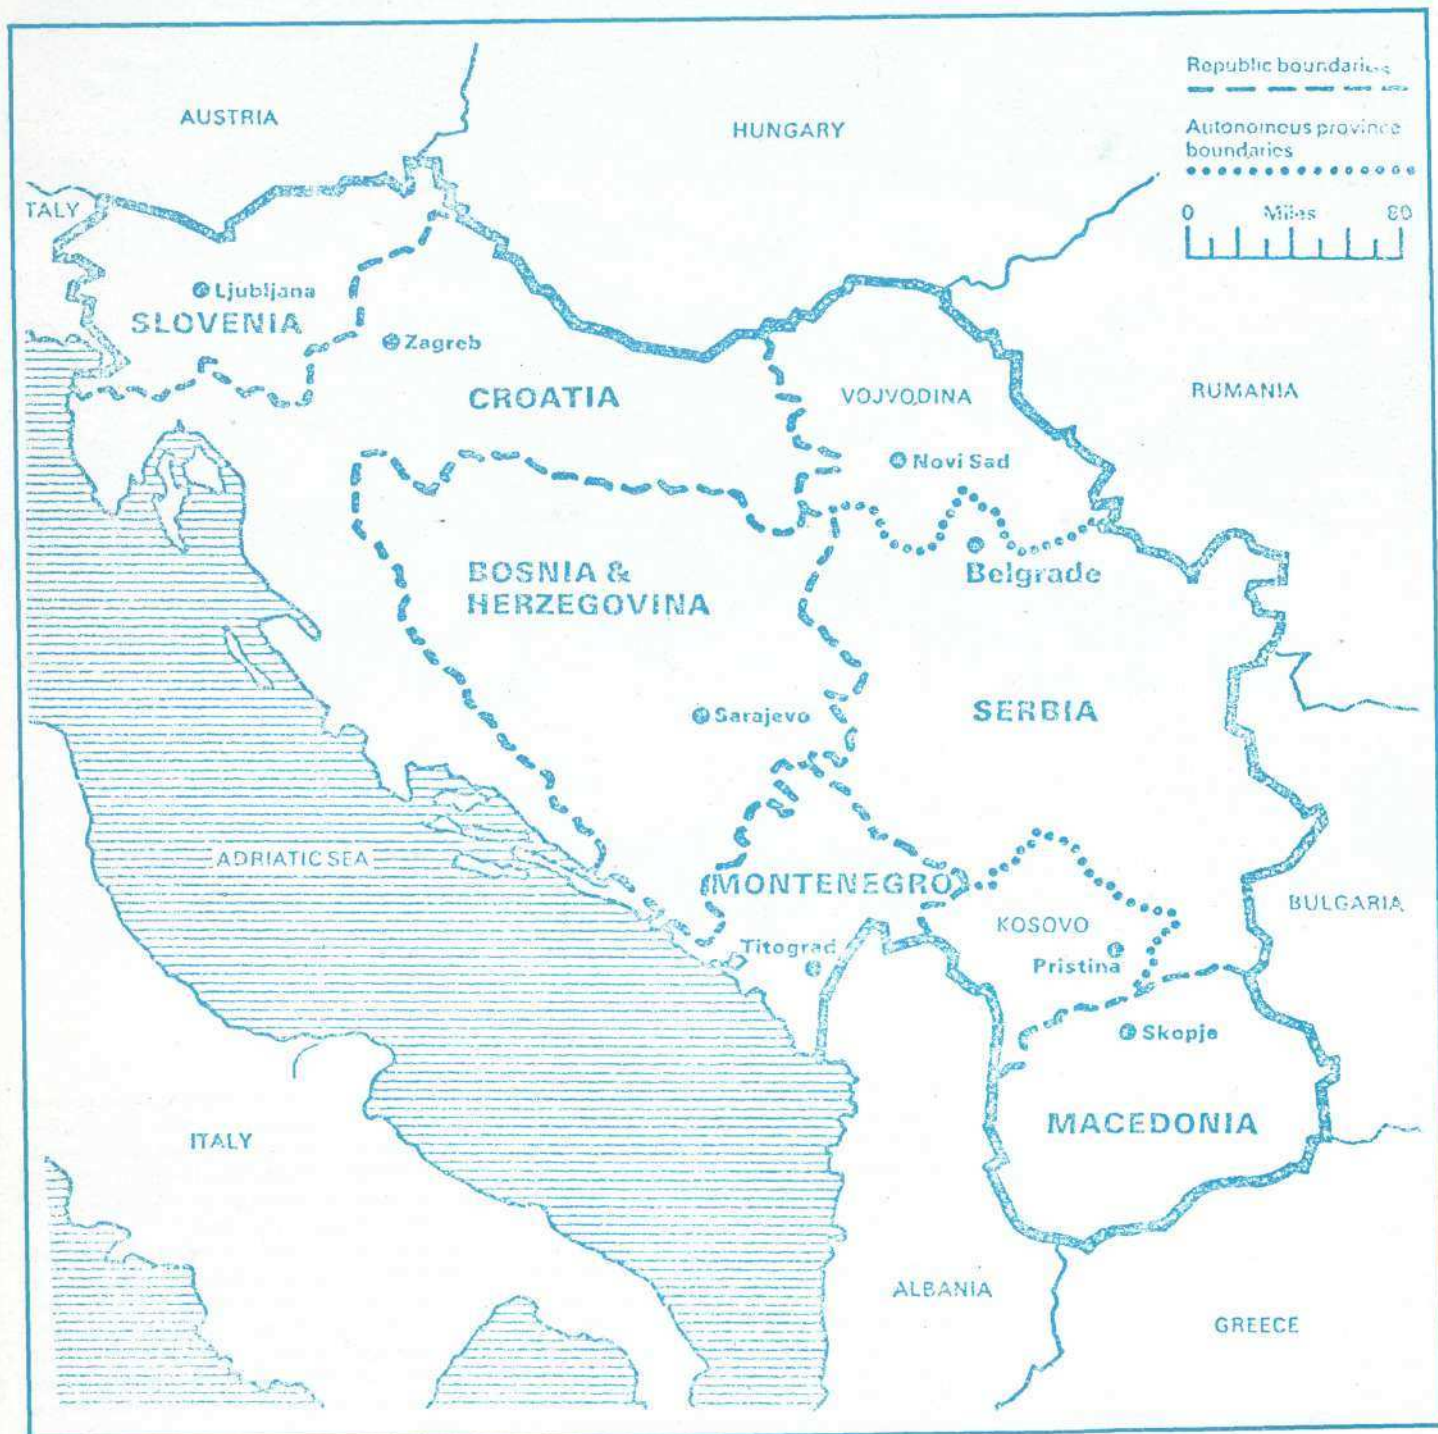 Republic boundaries
AUSTRIA
HUNGARY
Autonomous province
boundaries
ITALY
0 Miles 80
Ljubljana
SLOVENIA
Zagreb
CROATIA
VOJVODINA
RUMANIA
Novi Sad
BOSNIA &
HERZEGOVINA
Belgrade
Sarajevo
SERBIA
ADRIATIC SEA
MONTENEGRO
KOSOVO
BULGARIA
Titograd
Pristina
Skopje
MACEDONIA
ITALY
ALBANIA
GREECE